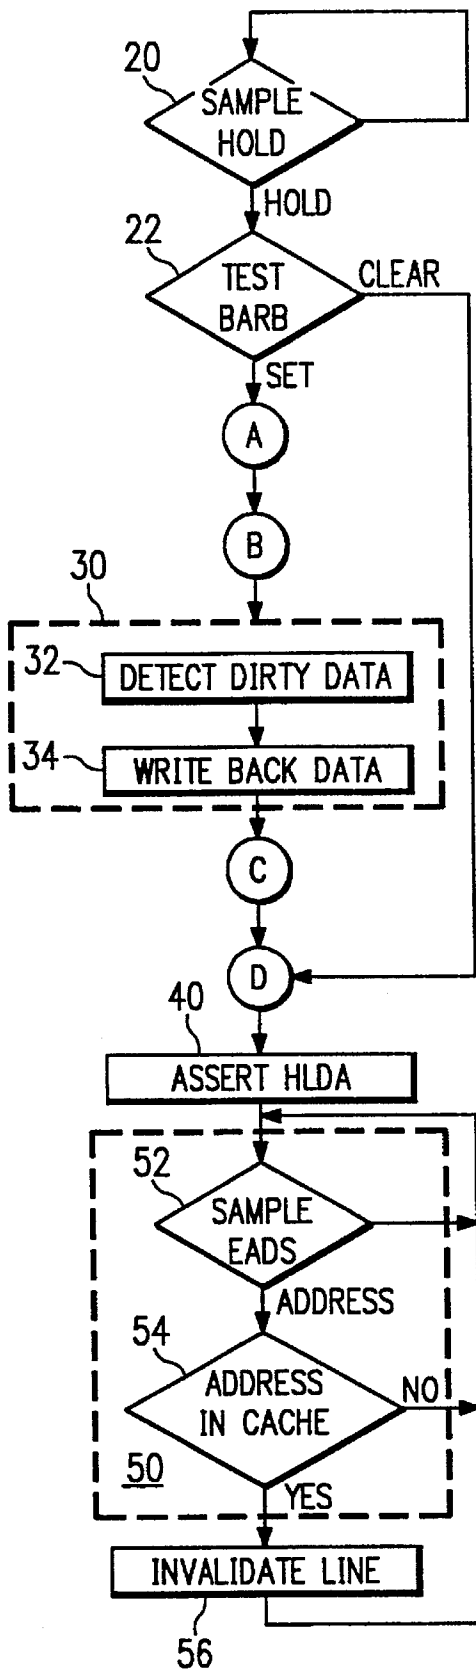 20
SAMPLE
HOLD
HOLD
22
TEST
BARB
CLEAR
SET
A
B
30
32
DETECT DIRTY DATA
34
WRITE BACK DATA
C
D
40
ASSERT HLDA
52
SAMPLE
EADS
ADDRESS
54
ADDRESS
IN CACHE
NO
50
YES
INVALIDATE LINE
56